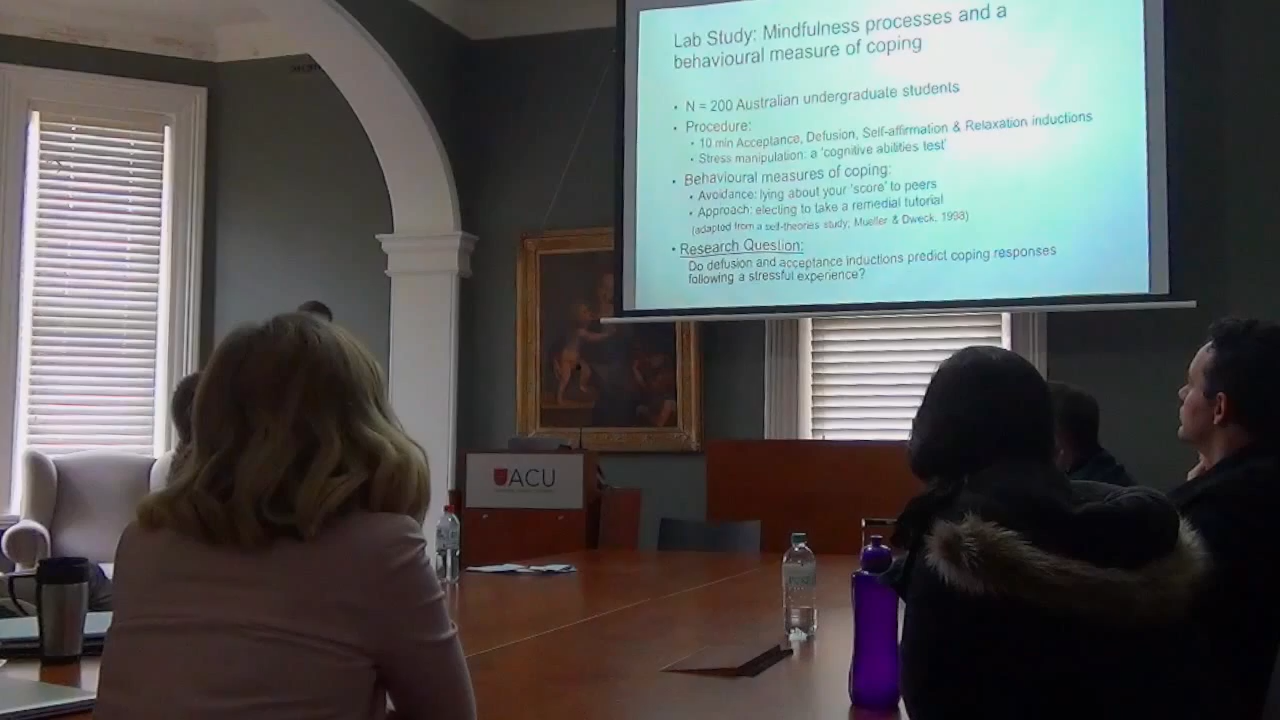 Lab Study: Mindfulness processes and a
behavioural measure of coping
• N = 200 Australian undergraduate students
• Procedure:
• 10 min Acceptance, Defusion, Self-affirmation & Relaxation inductions
• Stress manipulation: a 'cognitive abilities test'
• Behavioural measures of coping:
• Avoidance: lying about your 'score' to peers
• Approach: electing to take a remedial tutorial
(adapted from a self-theories study; Mueller & Dweck, 1998)
• Research Question:
Do defusion and acceptance inductions predict coping responses
following a stressful experience?
ACU